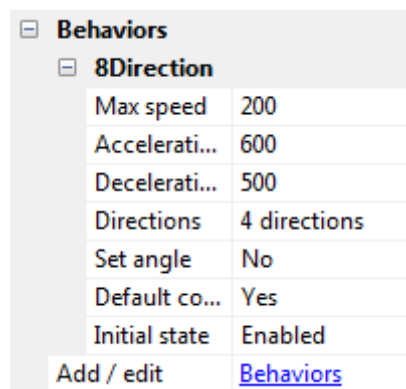 Behaviors
8Direction
Max speed 200
Accelerati... 600
Decelerati... 500
Directions 4 directions
Set angle No
Default co... Yes
Initial state Enabled
Add / edit Behaviors